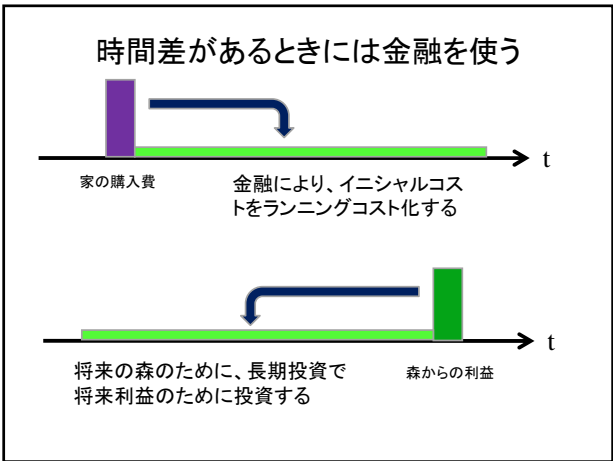 時間差があるときには金融を使う
t
家の購入費
金融により、イニシャルコス
トをランニングコスト化する
t
将来の森のために、長期投資で
将来利益のために投資する
森からの利益